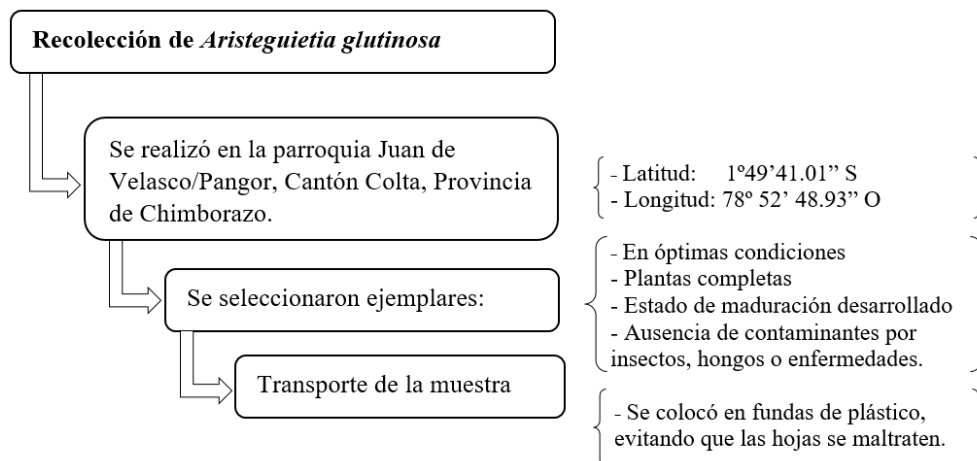 Recolección de Aristeguietia glutinosa
Se realizó en la parroquia Juan de
Velasco/Pangor, Cantón Colta, Provincia
de Chimborazo.
- Latitud: 1º49’41.01” S
- Longitud: 78º 52’ 48.93” O
Se seleccionaron ejemplares:
- En óptimas condiciones
- Plantas completas
- Estado de maduración desarrollado
- Ausencia de contaminantes por
insectos, hongos o enfermedades.
Transporte de la muestra
- Se colocó en fundas de plástico,
evitando que las hojas se maltraten.